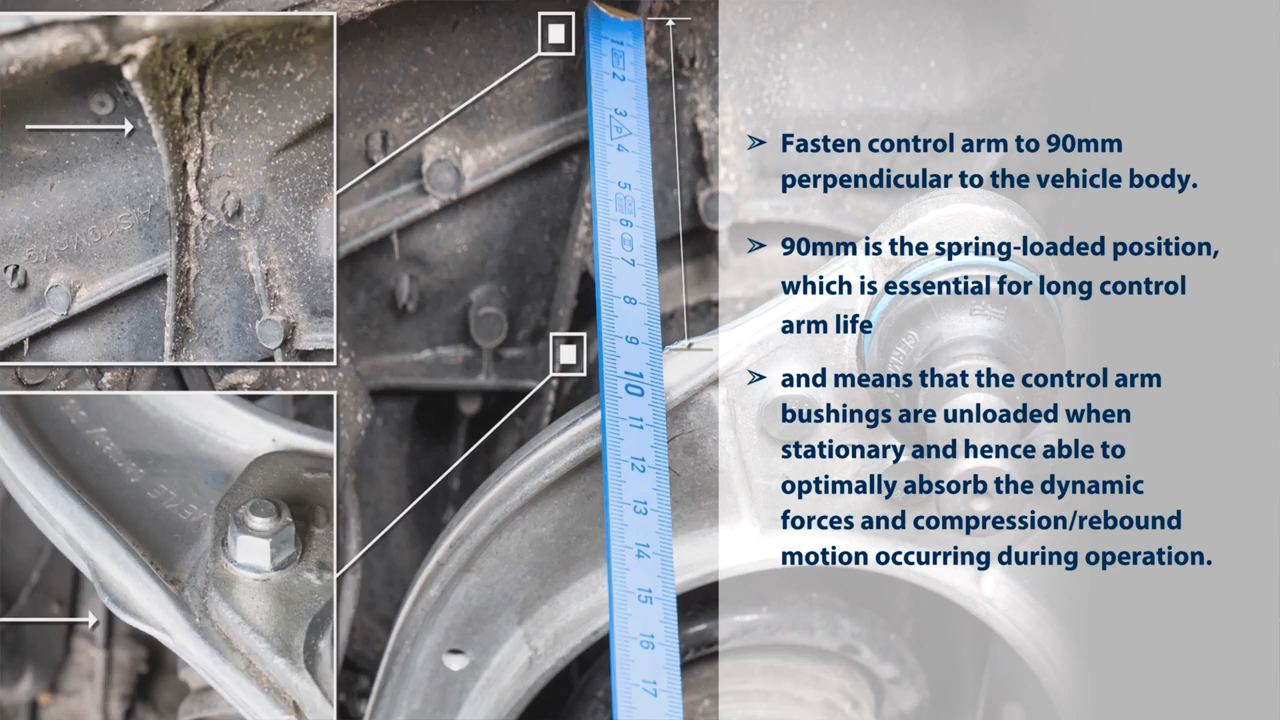 ➢ Fasten control arm to 90mm
perpendicular to the vehicle body.
➢ 90mm is the spring-loaded position,
which is essential for long control
arm life
➢ and means that the control arm
bushings are unloaded when
stationary and hence able to
optimally absorb the dynamic
forces and compression/rebound
motion occurring during operation.
1
2
3
P
4
5
6
7
8
9
10
11
12
13
14
15
16
17